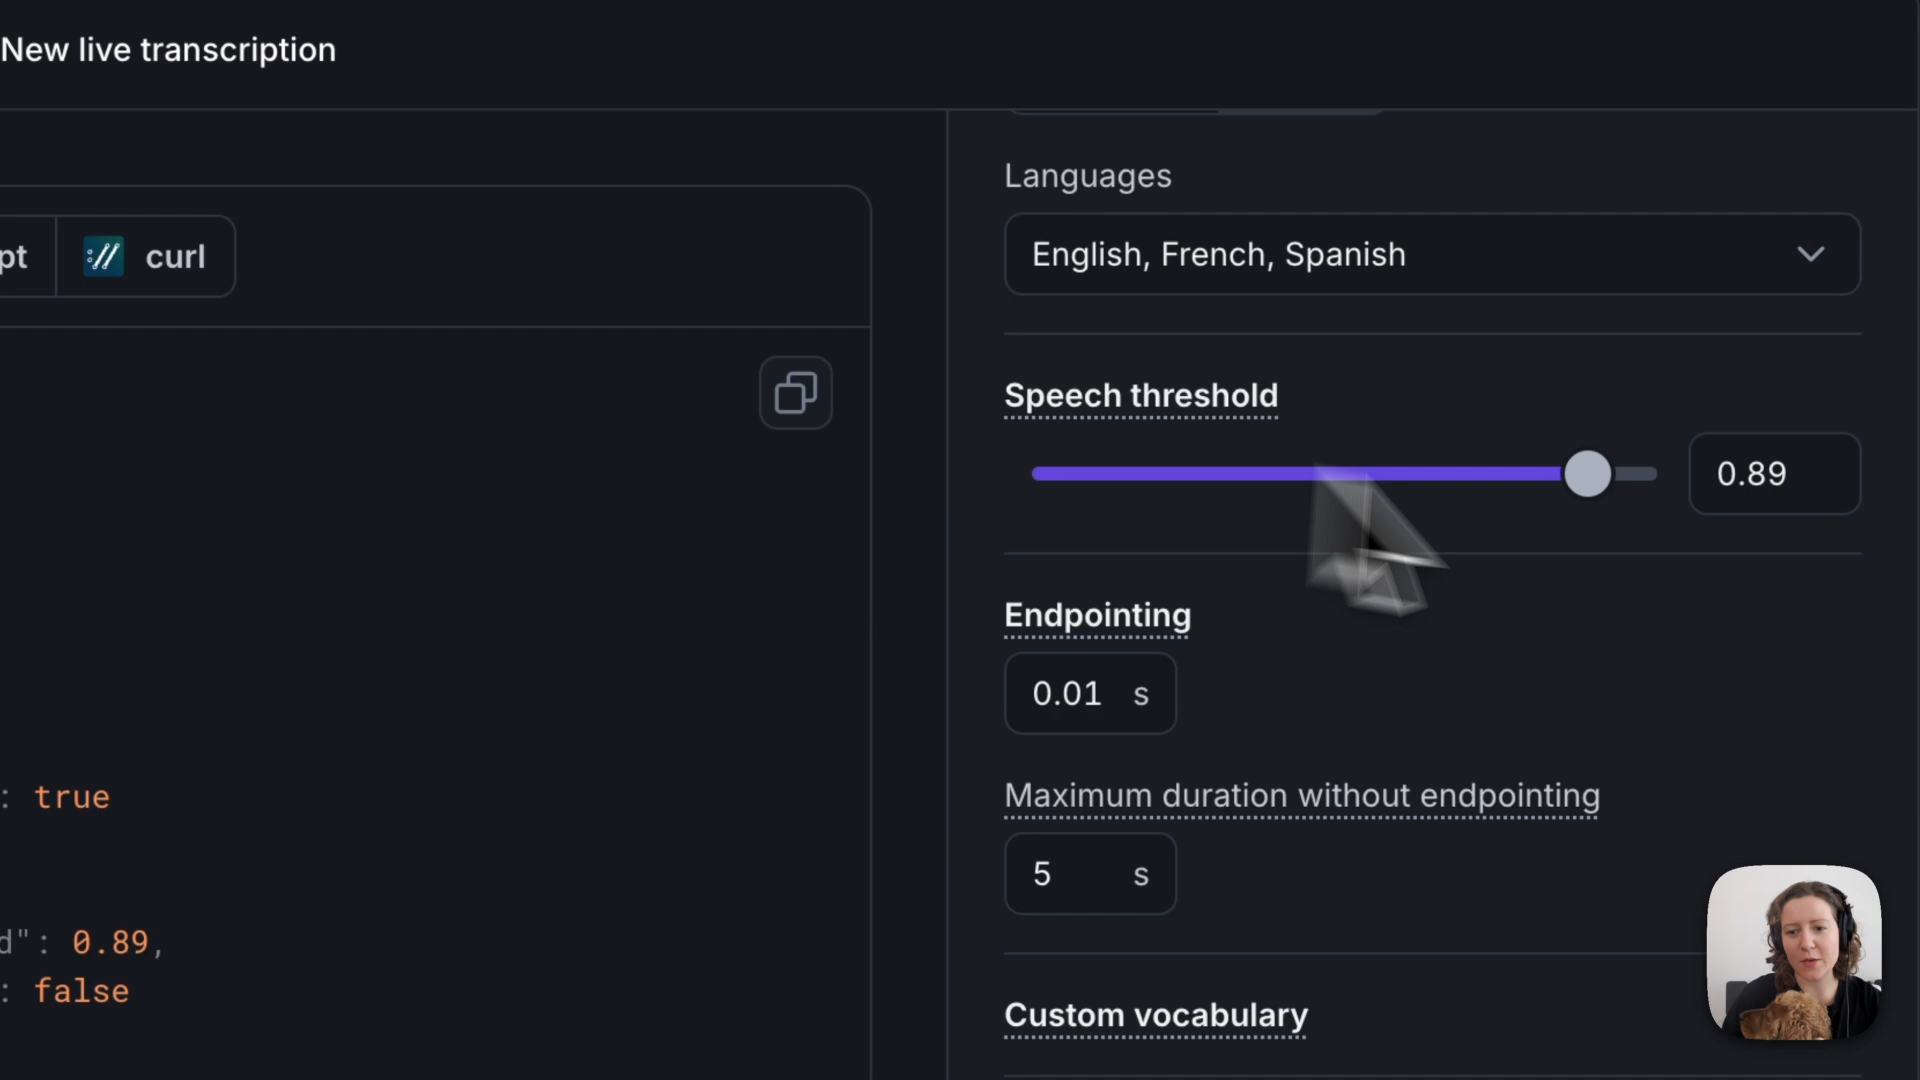 New live transcription
pt
curl
: true
d": 0.89,
: false
Languages
English, French, Spanish
Speech threshold
0.89
Endpointing
0.01 s
Maximum duration without endpointing
5 s
Custom vocabulary